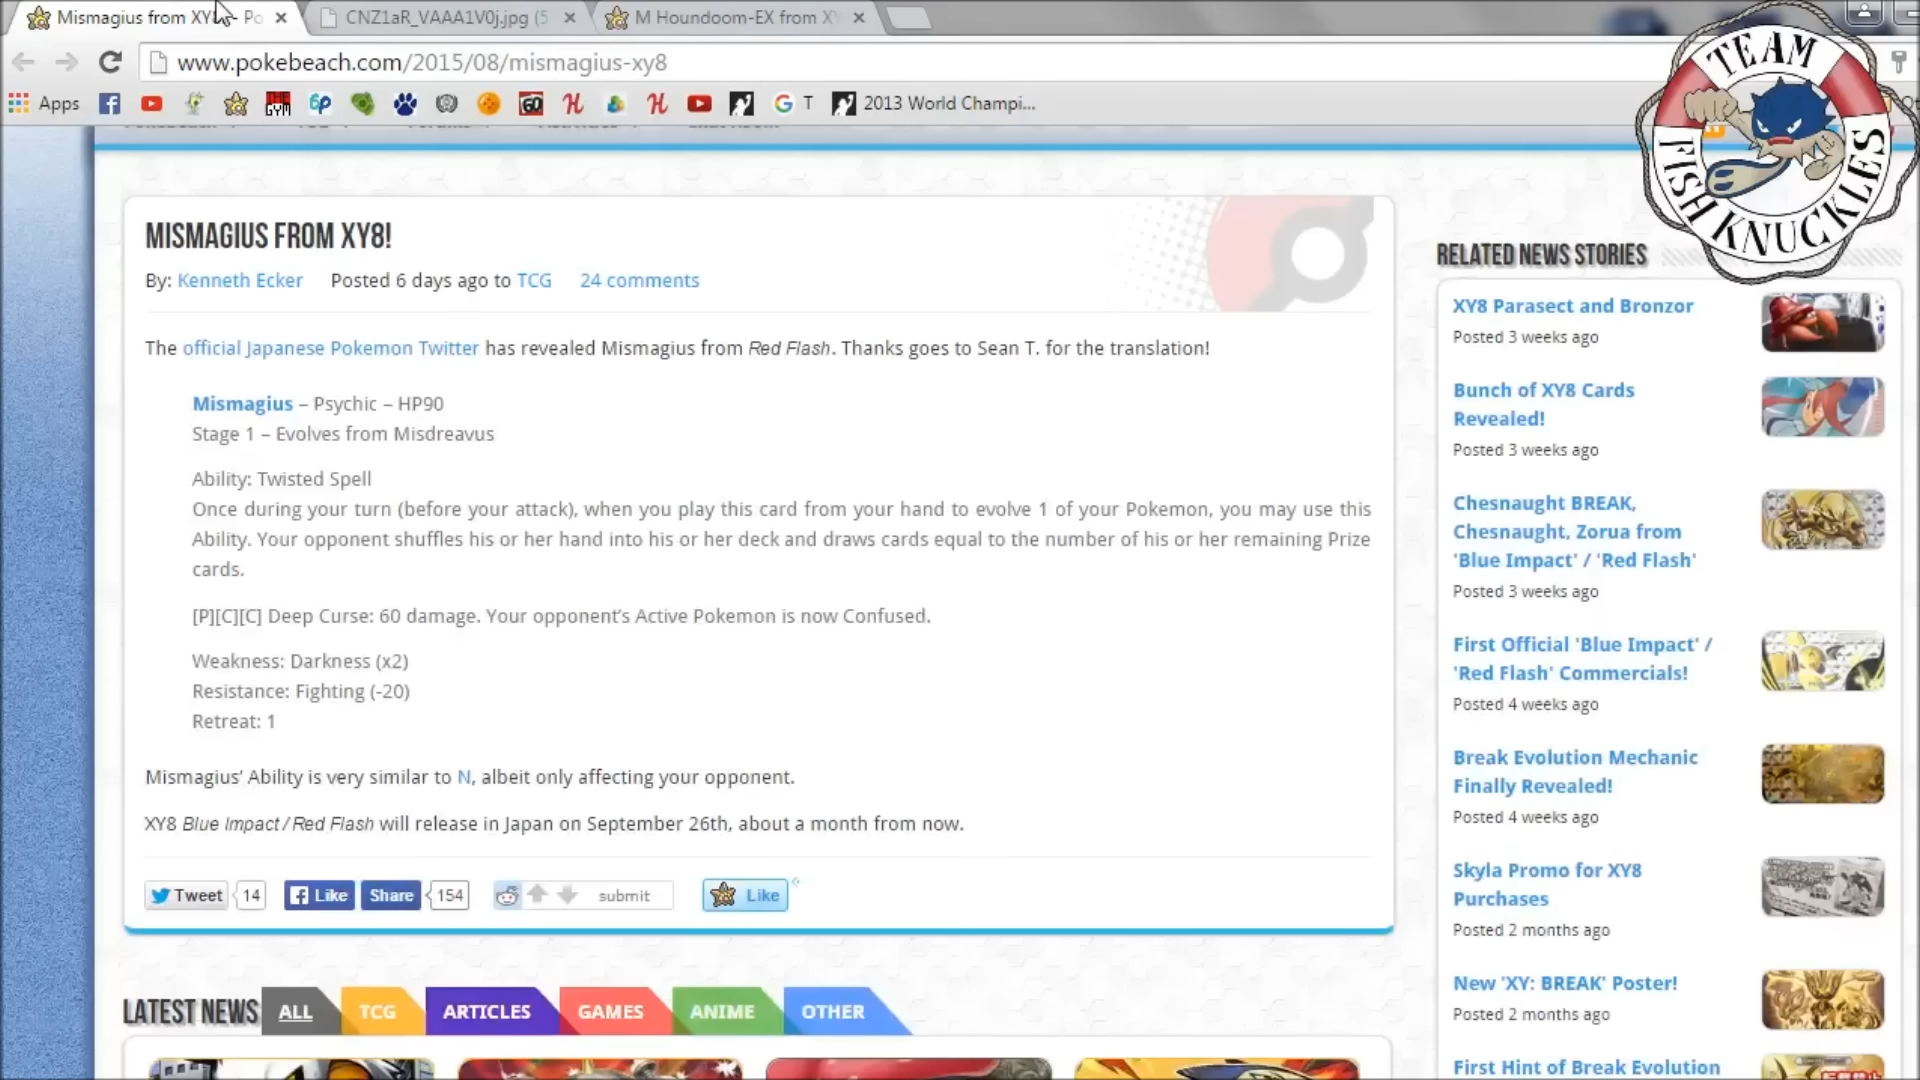 Mismagius from XY8 - Po
CNZ1aR_VAAA1V0j.jpg (5
M Houndoom-EX from XY
www.pokebeach.com/2015/08/mismagius-xy8
Apps
GYM
60
T
2013 World Champi...
TEAM
FISH KNUCKLES
MISMAGIUS FROM XY8!
By: Kenneth Ecker Posted 6 days ago to TCG 24 comments
The official Japanese Pokemon Twitter has revealed Mismagius from Red Flash. Thanks goes to Sean T. for the translation!
Mismagius – Psychic – HP90
Stage 1 – Evolves from Misdreavus
Ability: Twisted Spell
Once during your turn (before your attack), when you play this card from your hand to evolve 1 of your Pokemon, you may use this
Ability. Your opponent shuffles his or her hand into his or her deck and draws cards equal to the number of his or her remaining Prize
cards.
[P][C][C] Deep Curse: 60 damage. Your opponent’s Active Pokemon is now Confused.
Weakness: Darkness (x2)
Resistance: Fighting (-20)
Retreat: 1
Mismagius’ Ability is very similar to N, albeit only affecting your opponent.
XY8 Blue Impact / Red Flash will release in Japan on September 26th, about a month from now.
Tweet 14 Like Share 154 submit Like
LATEST NEWS ALL TCG ARTICLES GAMES ANIME OTHER
RELATED NEWS STORIES
XY8 Parasect and Bronzor
Posted 3 weeks ago
Bunch of XY8 Cards
Revealed!
Posted 3 weeks ago
Chesnaught BREAK,
Chesnaught, Zorua from
'Blue Impact' / 'Red Flash'
Posted 3 weeks ago
First Official 'Blue Impact' /
'Red Flash' Commercials!
Posted 4 weeks ago
Break Evolution Mechanic
Finally Revealed!
Posted 4 weeks ago
Skyla Promo for XY8
Purchases
Posted 2 months ago
New 'XY: BREAK' Poster!
Posted 2 months ago
First Hint of Break Evolution